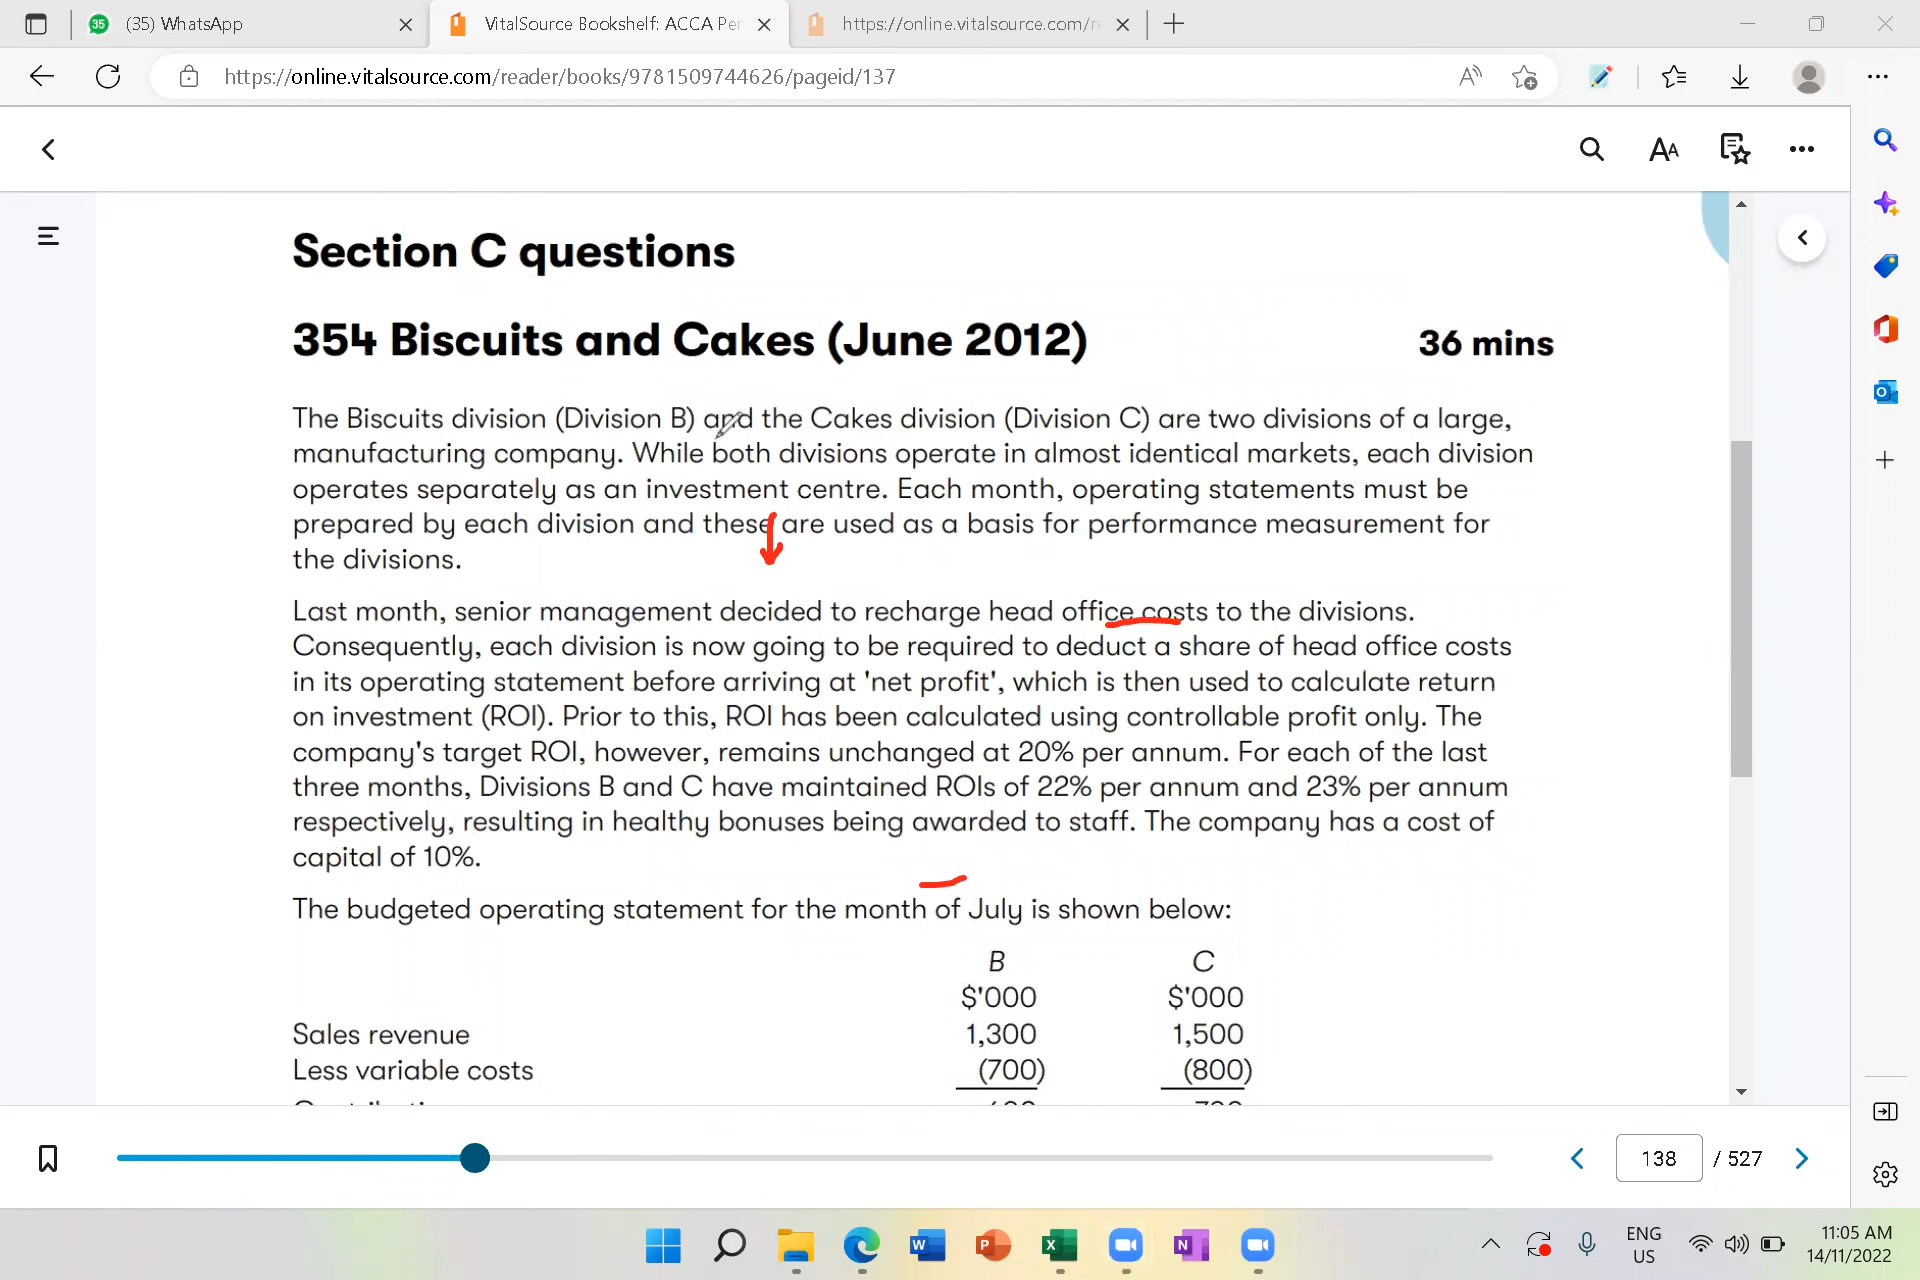 (35) WhatsApp
VitalSource Bookshelf: ACCA Per
https://online.vitalsource.com/re
https://online.vitalsource.com/reader/books/9781509744626/pageid/137
Section C questions
354 Biscuits and Cakes (June 2012) 36 mins
The Biscuits division (Division B) and the Cakes division (Division C) are two divisions of a large,
manufacturing company. While both divisions operate in almost identical markets, each division
operates separately as an investment centre. Each month, operating statements must be
prepared by each division and these are used as a basis for performance measurement for
the divisions.
Last month, senior management decided to recharge head office costs to the divisions.
Consequently, each division is now going to be required to deduct a share of head office costs
in its operating statement before arriving at 'net profit', which is then used to calculate return
on investment (ROI). Prior to this, ROI has been calculated using controllable profit only. The
company's target ROI, however, remains unchanged at 20% per annum. For each of the last
three months, Divisions B and C have maintained ROIs of 22% per annum and 23% per annum
respectively, resulting in healthy bonuses being awarded to staff. The company has a cost of
capital of 10%.
The budgeted operating statement for the month of July is shown below:
B C
$'000 $'000
Sales revenue 1,300 1,500
Less variable costs (700) (800)
138 / 527
ENG
US
11:05 AM
14/11/2022